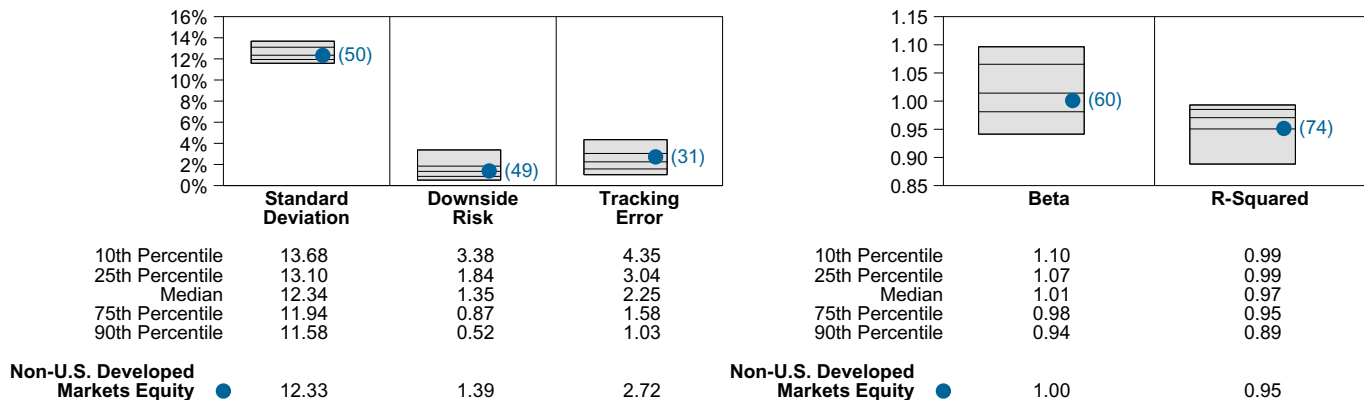 16%
14%
12%
10%
8%
6%
4%
2%
0%
(50)
(49)
(31)
Standard Deviation
Downside Risk
Tracking Error
10th Percentile 13.68 3.38 4.35
25th Percentile 13.10 1.84 3.04
Median 12.34 1.35 2.25
75th Percentile 11.94 0.87 1.58
90th Percentile 11.58 0.52 1.03
Non-U.S. Developed
Markets Equity 12.33 1.39 2.72
1.15
1.10
1.05
1.00
0.95
0.90
0.85
(60)
(74)
Beta
R-Squared
10th Percentile 1.10 0.99
25th Percentile 1.07 0.99
Median 1.01 0.97
75th Percentile 0.98 0.95
90th Percentile 0.94 0.89
Non-U.S. Developed
Markets Equity 1.00 0.95